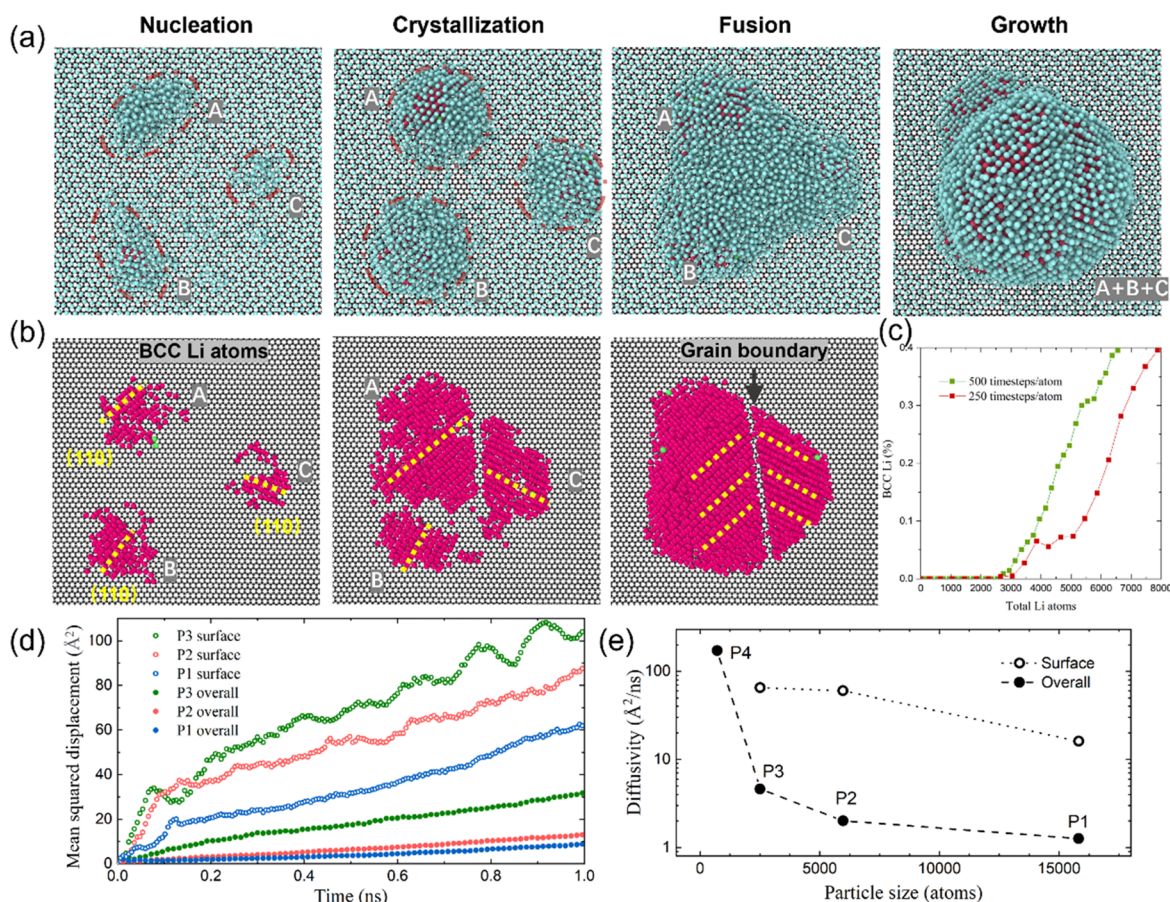 Nucleation Crystallization Fusion Growth
(a)
A
C
B
A
C
B
A
C
B
A+B+C
(b)
BCC Li atoms
A
(110)
C
(110)
B
(110)
A
C
B
Grain boundary
(c)
0.4
0.3
0.2
0.1
0.0
BCC Li (%)
500 timesteps/atom
250 timesteps/atom
0 1000 2000 3000 4000 5000 6000 7000 8000
Total Li atoms
(d)
100
80
60
40
20
0
Mean squared displacement (Å²)
P3 surface
P2 surface
P1 surface
P3 overall
P2 overall
P1 overall
0.0 0.2 0.4 0.6 0.8 1.0
Time (ns)
(e)
100
10
1
Diffusivity (Å²/ns)
Surface
Overall
P4
P3
P2
P1
0 5000 10000 15000
Particle size (atoms)